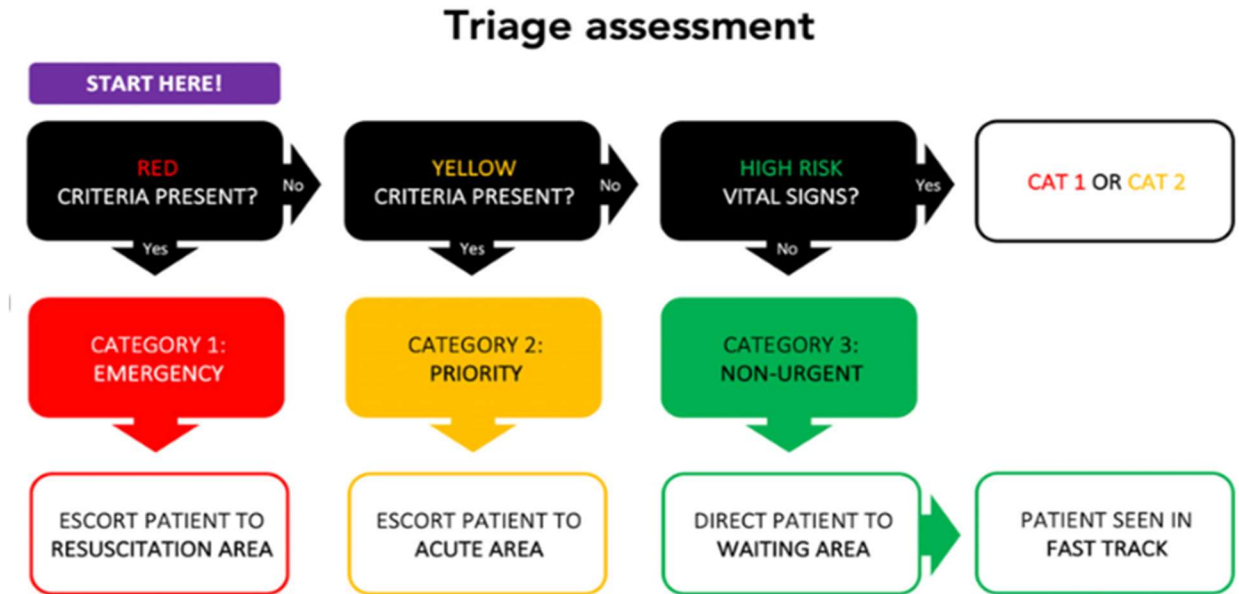 Triage assessment
START HERE!
RED
CRITERIA PRESENT?
No
YELLOW
CRITERIA PRESENT?
No
HIGH RISK
VITAL SIGNS?
Yes
CAT 1 OR CAT 2
Yes
Yes
No
CATEGORY 1:
EMERGENCY
CATEGORY 2:
PRIORITY
CATEGORY 3:
NON-URGENT
ESCORT PATIENT TO
RESUSCITATION AREA
ESCORT PATIENT TO
ACUTE AREA
DIRECT PATIENT TO
WAITING AREA
PATIENT SEEN IN
FAST TRACK